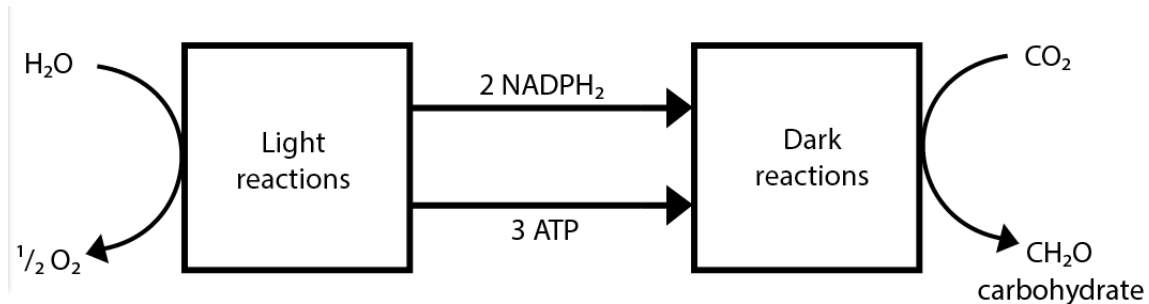 H₂O
Light
reactions
¹/₂ O₂
2 NADPH₂
3 ATP
Dark
reactions
CO₂
CH₂O
carbohydrate